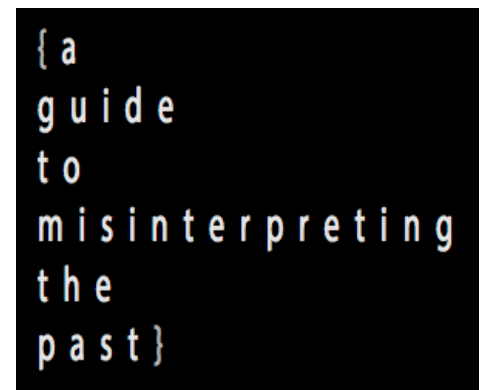 {a
guide
to
misinterpreting
the
past}